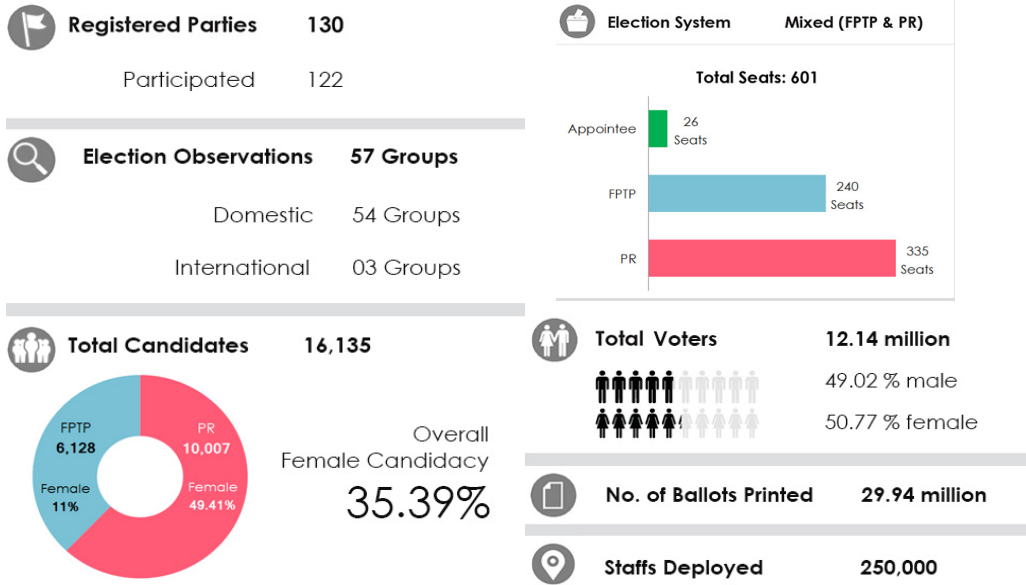 Registered Parties 130
Participated 122
Election Observations 57 Groups
Domestic 54 Groups
International 03 Groups
Total Candidates 16,135
FPTP
6,128
Female
11%
PR
10,007
Female
49.41%
Overall
Female Candidacy
35.39%
Election System Mixed (FPTP & PR)
Total Seats: 601
Appointee 26
Seats
FPTP 240
Seats
PR 335
Seats
Total Voters 12.14 million
49.02 % male
50.77 % female
No. of Ballots Printed 29.94 million
Staffs Deployed 250,000